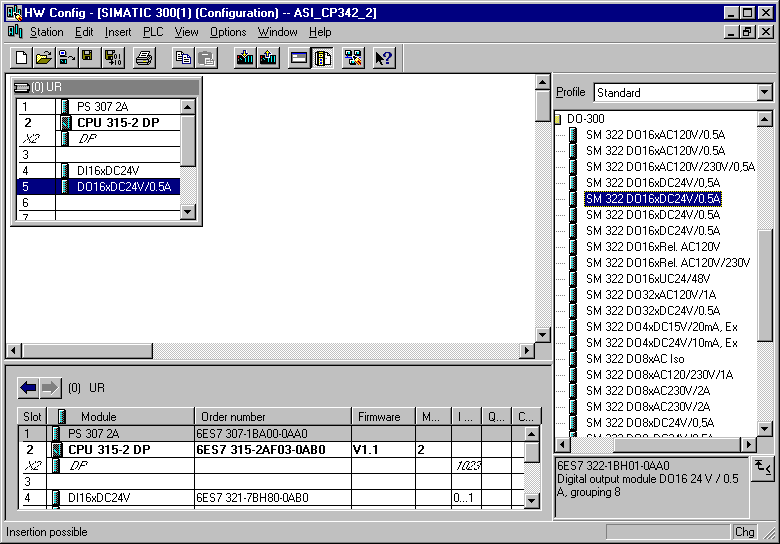 HW Config - [SIMATIC 300(1) (Configuration) -- ASI_CP342_2]
Station Edit Insert PLC View Options Window Help
(0) UR
1 PS 307 2A
2 CPU 315-2 DP
X2 DP
3
4 DI16xDC24V
5 DO16xDC24V/0.5A
6
7
Profile Standard
DO-300
SM 322 DO16xAC120V/0.5A
SM 322 DO16xAC120V/0.5A
SM 322 DO16xAC120V/230V/0,5A
SM 322 DO16xDC24V/0,5A
SM 322 DO16xDC24V/0.5A
SM 322 DO16xDC24V/0.5A
SM 322 DO16xDC24V/0.5A
SM 322 DO16xRel. AC120V
SM 322 DO16xRel. AC120V/230V
SM 322 DO16xUC24/48V
SM 322 DO32xAC120V/1A
SM 322 DO32xDC24V/0.5A
SM 322 DO4xDC15V/20mA, Ex
SM 322 DO4xDC24V/10mA, Ex
SM 322 DO8xAC Iso
SM 322 DO8xAC120/230V/1A
SM 322 DO8xAC230V/2A
SM 322 DO8xAC230V/2A
SM 322 DO8xDC24V/0,5A
SM 322 DO8xDC24V/0.5A
(0) UR
Slot Module Order number Firmware M... I ... Q... C...
1 PS 307 2A 6ES7 307-1BA00-0AA0
2 CPU 315-2 DP 6ES7 315-2AF03-0AB0 V1.1 2
X2 DP 1023
3
4 DI16xDC24V 6ES7 321-7BH80-0AB0 0...1
6ES7 322-1BH01-0AA0
Digital output module DO16 24 V / 0.5
A, grouping 8
Insertion possible
Chg